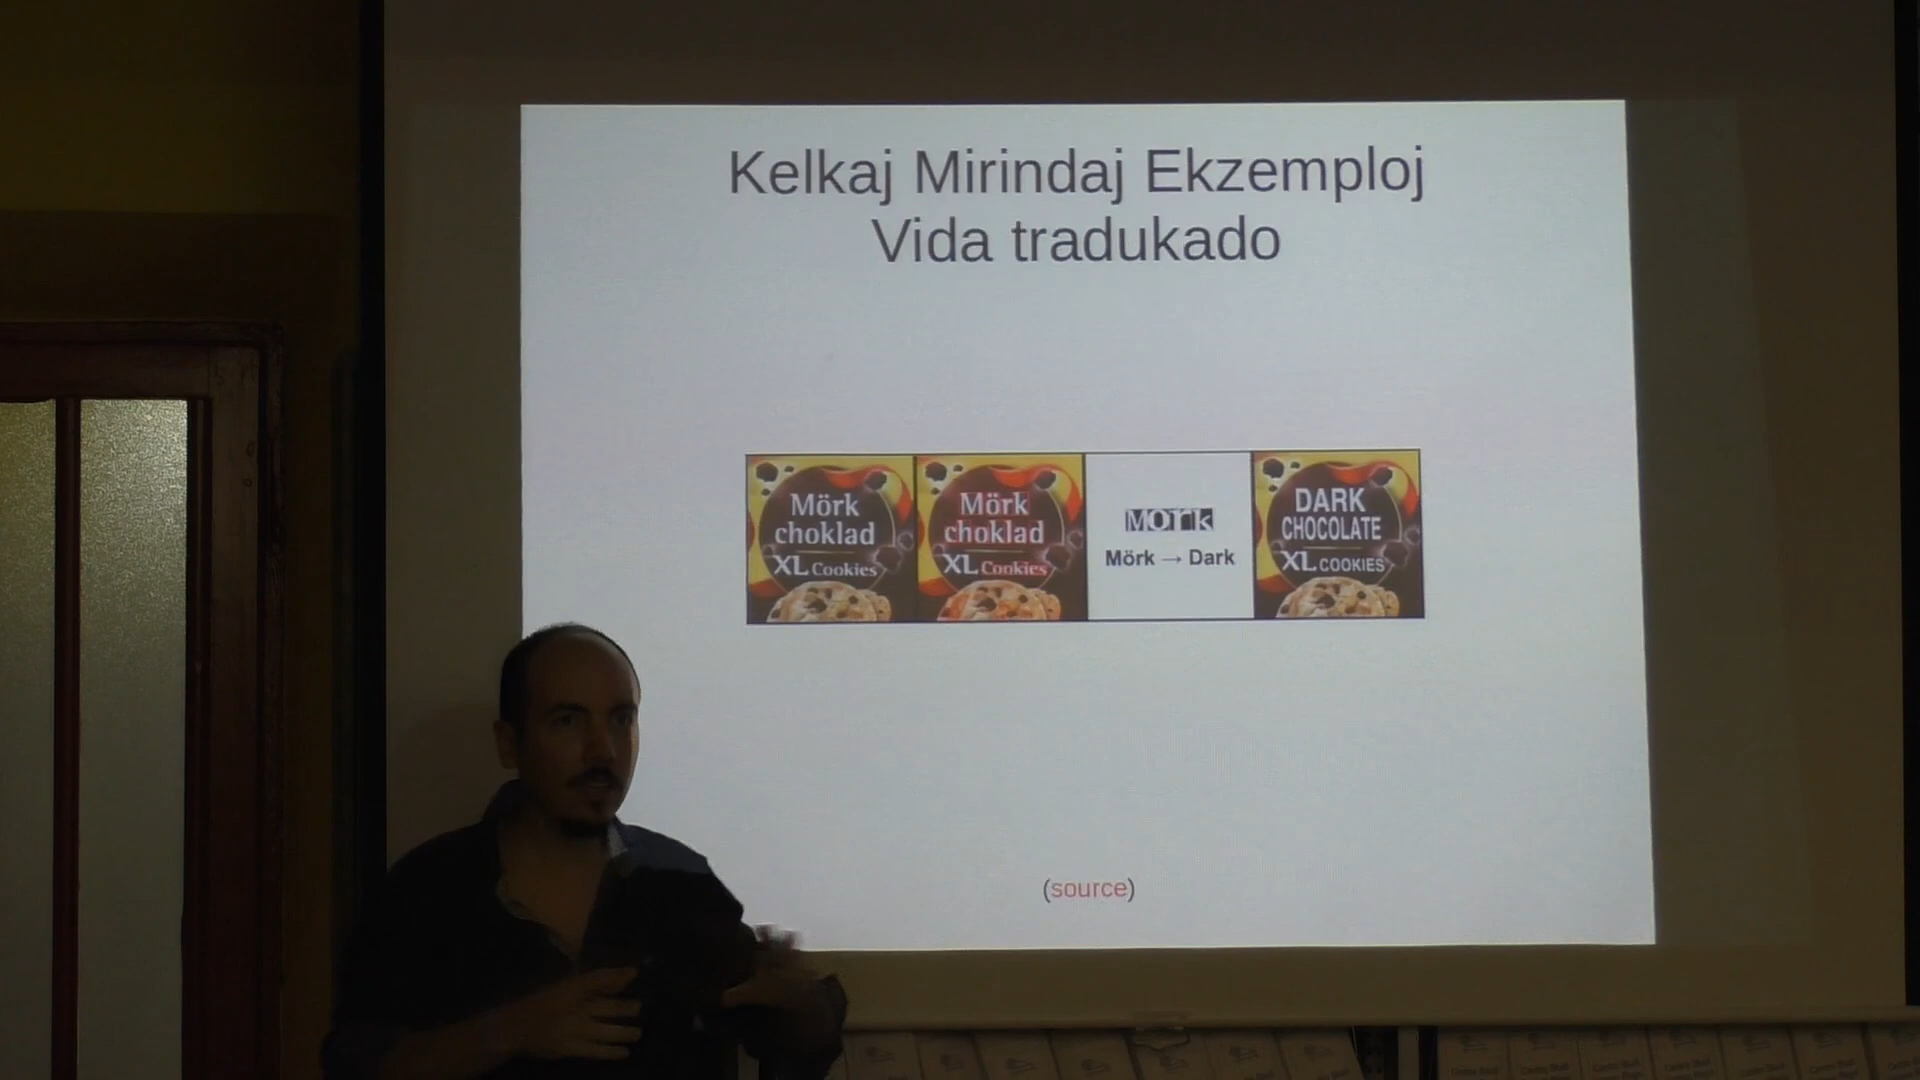 Kelkaj Mirindaj Ekzemploj
Vida tradukado
Mörk
choklad
XL Cookies
Mörk
choklad
XL Cookies
Mörk
Mörk → Dark
DARK
CHOCOLATE
XL COOKIES
(source)